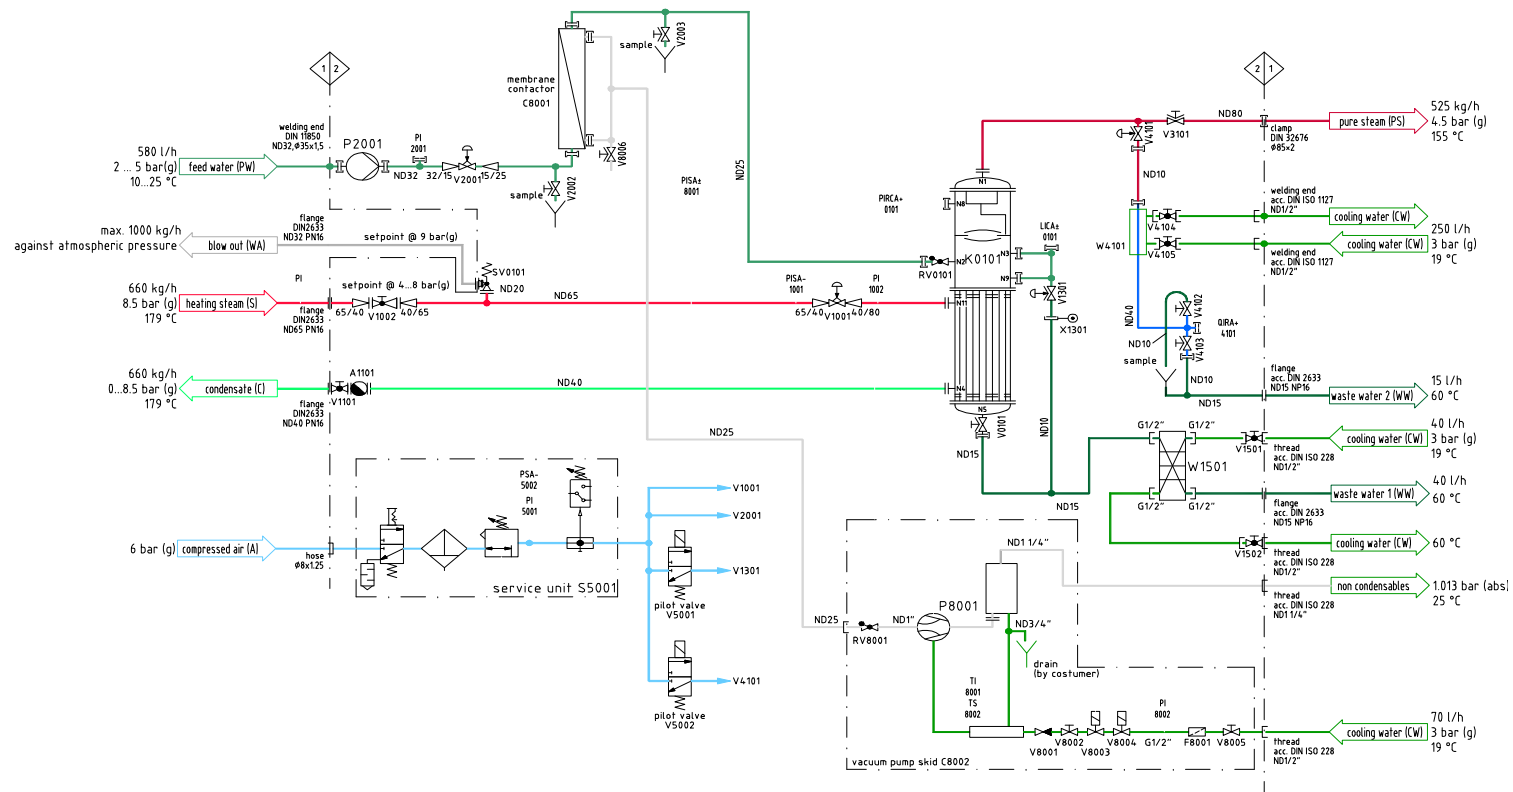 1 2
welding end
DIN 11850
ND32,Φ35x1,5
580 l/h
2 ... 5 bar(g)
10...25 °C
feed water (PW)
P2001
PI
2001
ND32
32/15
V2001
15/25
sample
V2002
membrane
contactor
C8001
V8006
sample
V2003
ND25
PISA±
8001
max. 1000 kg/h
against atmospheric pressure
blow out (WA)
flange
DIN2633
ND32 PN16
setpoint @ 9 bar(g)
SV0101
ND20
PI
setpoint @ 4...8 bar(g)
660 kg/h
8.5 bar (g)
179 °C
heating steam (S)
flange
DIN2633
ND65 PN16
65/40
V1002
40/65
ND65
PISA-
1001
PI
1002
65/40
V1001
40/80
660 kg/h
0...8.5 bar (g)
179 °C
condensate (C)
A1101
V1101
flange
DIN2633
ND40 PN16
ND40
ND25
PIRCA+
0101
RV0101
N1
N8
K0101
N2
N3
N9
N11
N4
N5
LICA±
0101
V1301
X1301
V0101
ND15
ND10
ND15
2 1
ND80
V4101
V3101
clamp
DIN 32676
Φ85x2
pure steam (PS)
525 kg/h
4.5 bar (g)
155 °C
ND10
welding end
acc. DIN ISO 1127
ND1/2"
V4104
cooling water (CW)
W4101
V4105
cooling water (CW)
250 l/h
3 bar (g)
19 °C
welding end
acc. DIN ISO 1127
ND1/2"
ND40
V4102
QIRA+
4101
V4103
ND10
sample
ND10
ND15
flange
acc. DIN 2633
ND15 NP16
waste water 2 (WW)
15 l/h
60 °C
G1/2"
G1/2"
V1501
cooling water (CW)
40 l/h
3 bar (g)
19 °C
thread
acc. DIN ISO 228
ND1/2"
W1501
G1/2"
G1/2"
waste water 1 (WW)
40 l/h
60 °C
flange
acc. DIN 2633
ND15 NP16
V1502
cooling water (CW)
60 °C
thread
acc. DIN ISO 228
ND1/2"
non condensables
1.013 bar (abs)
25 °C
thread
acc. DIN ISO 228
ND1 1/4"
6 bar (g)
compressed air (A)
hose
Φ8x1.25
PSA-
5002
PI
5001
service unit S5001
V1001
V2001
V1301
pilot valve
V5001
V4101
pilot valve
V5002
ND25
RV8001
ND1"
P8001
ND1 1/4"
ND3/4"
drain
(by costumer)
TI
8001
TS
8002
PI
8002
V8001
V8002
V8003
V8004
G1/2"
F8001
V8005
vacuum pump skid C8002
thread
acc. DIN ISO 228
ND1/2"
cooling water (CW)
70 l/h
3 bar (g)
19 °C